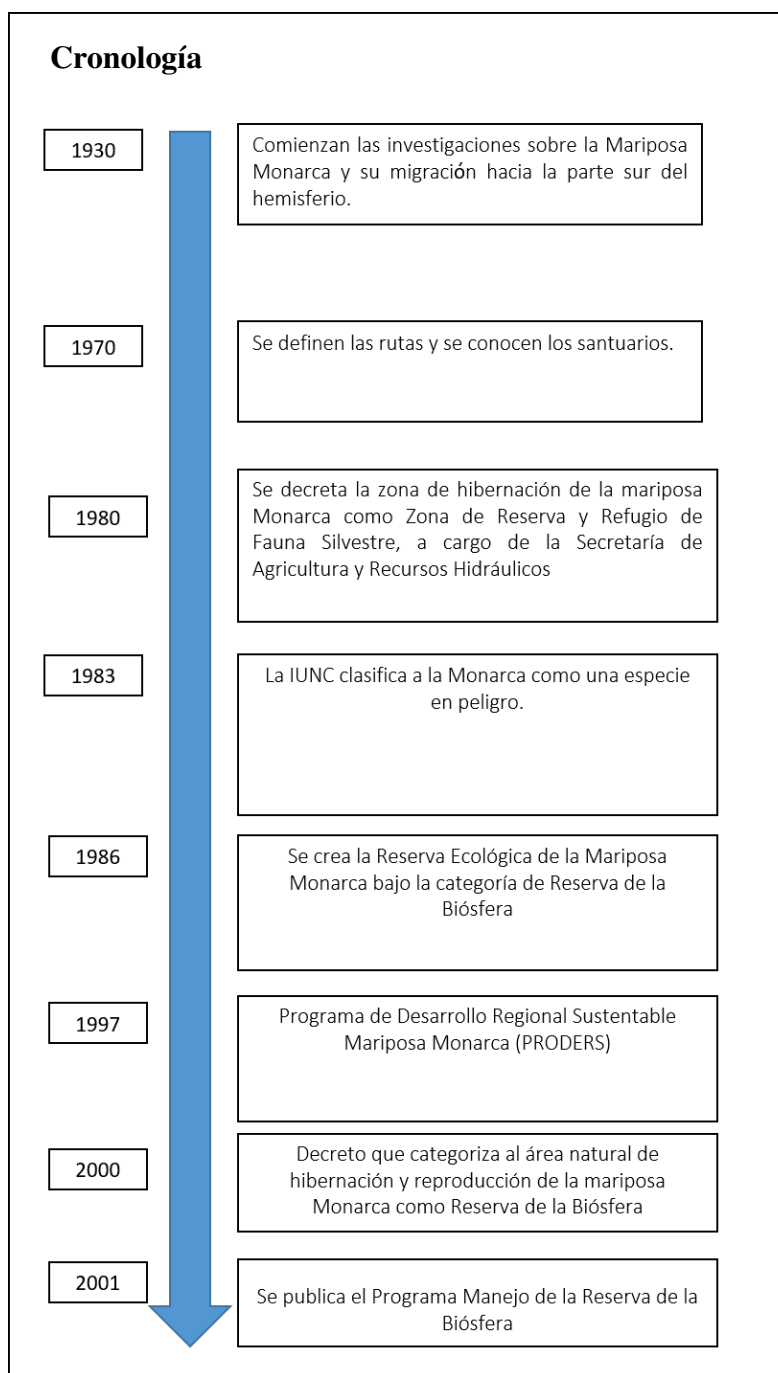 Cronología
1930
Comienzan las investigaciones sobre la Mariposa
Monarca y su migración hacia la parte sur del
hemisferio.
1970
Se definen las rutas y se conocen los santuarios.
1980
Se decreta la zona de hibernación de la mariposa
Monarca como Zona de Reserva y Refugio de
Fauna Silvestre, a cargo de la Secretaría de
Agricultura y Recursos Hidráulicos
1983
La IUNC clasifica a la Monarca como una especie
en peligro.
1986
Se crea la Reserva Ecológica de la Mariposa
Monarca bajo la categoría de Reserva de la
Biósfera
1997
Programa de Desarrollo Regional Sustentable
Mariposa Monarca (PRODERS)
2000
Decreto que categoriza al área natural de
hibernación y reproducción de la mariposa
Monarca como Reserva de la Biósfera
2001
Se publica el Programa Manejo de la Reserva de la
Biósfera